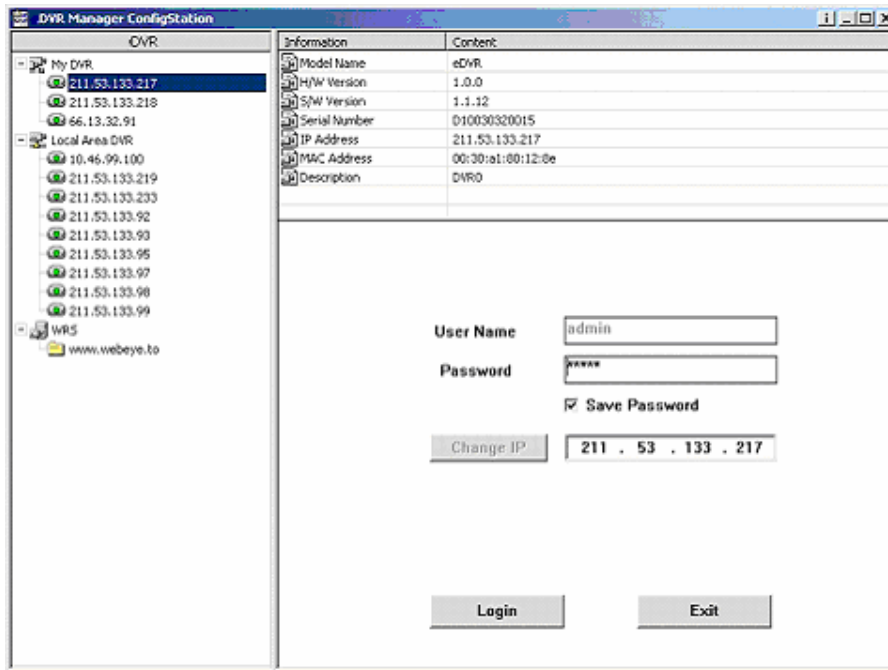 DVR Manager ConfigStation
DVR
My DVR
211.53.133.217
211.53.133.218
66.13.32.91
Local Area DVR
10.46.99.100
211.53.133.219
211.53.133.233
211.53.133.92
211.53.133.93
211.53.133.95
211.53.133.97
211.53.133.98
211.53.133.99
WRS
www.webeye.to
Information Content
Model Name eDVR
H/W Version 1.0.0
S/W Version 1.1.12
Serial Number D10030320015
IP Address 211.53.133.217
MAC Address 00:30:a1:80:12:8e
Description DVR0
User Name admin
Password *****
Save Password
Change IP 211 . 53 . 133 . 217
Login Exit